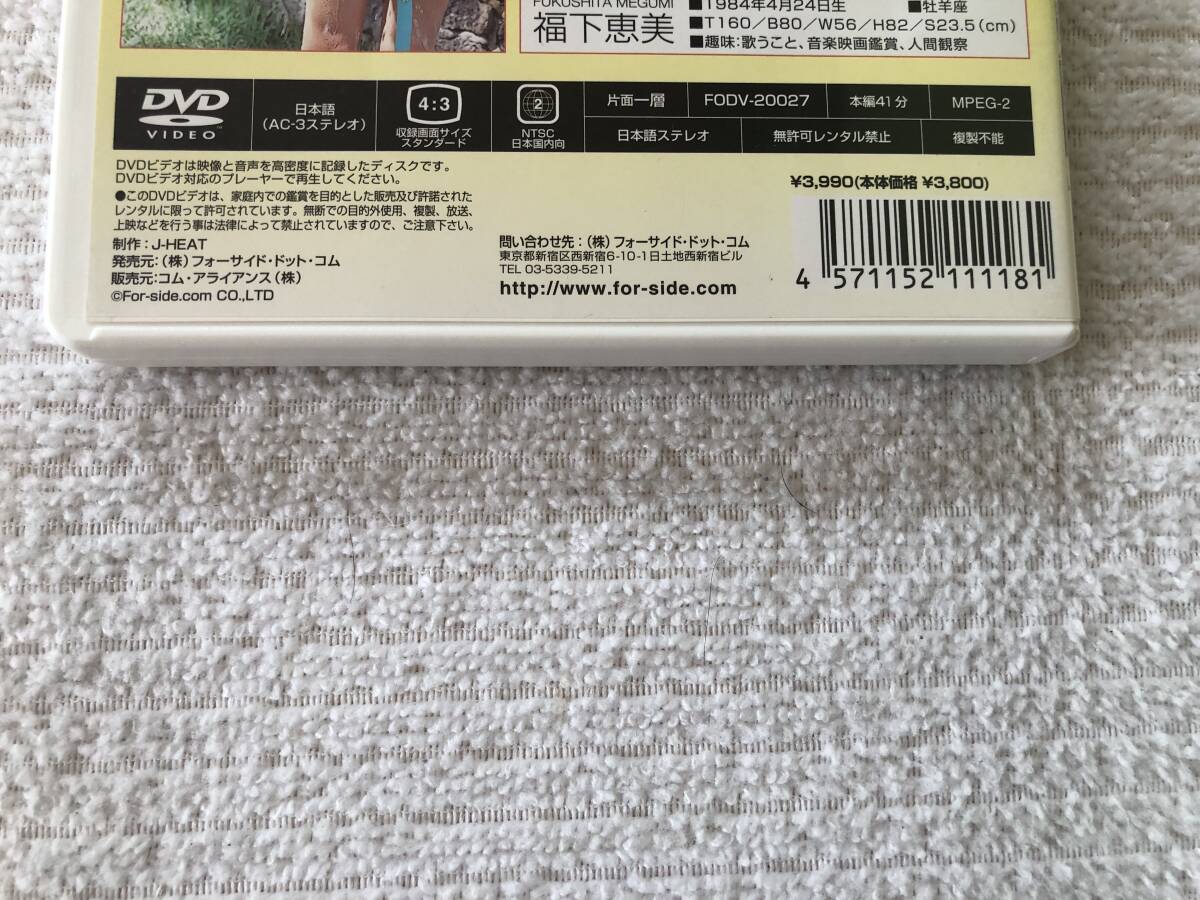 FUKUSHITA MEGUMI
福下恵美
■1984年4月24日生 ■牡羊座
■T160／B80／W56／H82／S23.5(cm)
■趣味:歌うこと、音楽映画鑑賞、人間観察
DVD
VIDEO
日本語
(AC-3ステレオ)
4:3
収録画面サイズ
スタンダード
2
NTSC
日本国内向
片面一層
FODV-20027
本編41分
MPEG-2
日本語ステレオ
無許可レンタル禁止
複製不能
DVDビデオは映像と音声を高密度に記録したディスクです。
DVDビデオ対応のプレーヤーで再生してください。
●このDVDビデオは、家庭内での鑑賞を目的とした販売及び許諾された
レンタルに限って許可されています。無断での目的外使用、複製、放送、
上映などを行う事は法律によって禁止されていますので、ご注意下さい。
制作：J-HEAT
発売元：(株)フォーサイド・ドット・コム
販売元:コム・アライアンス(株)
©For-side.com CO.,LTD
問い合わせ先：(株)フォーサイド・ドット・コム
東京都新宿区西新宿6-10-1日土地西新宿ビル
TEL 03-5339-5211
http://www.for-side.com
¥3,990(本体価格 ¥3,800)
4 571152 111181